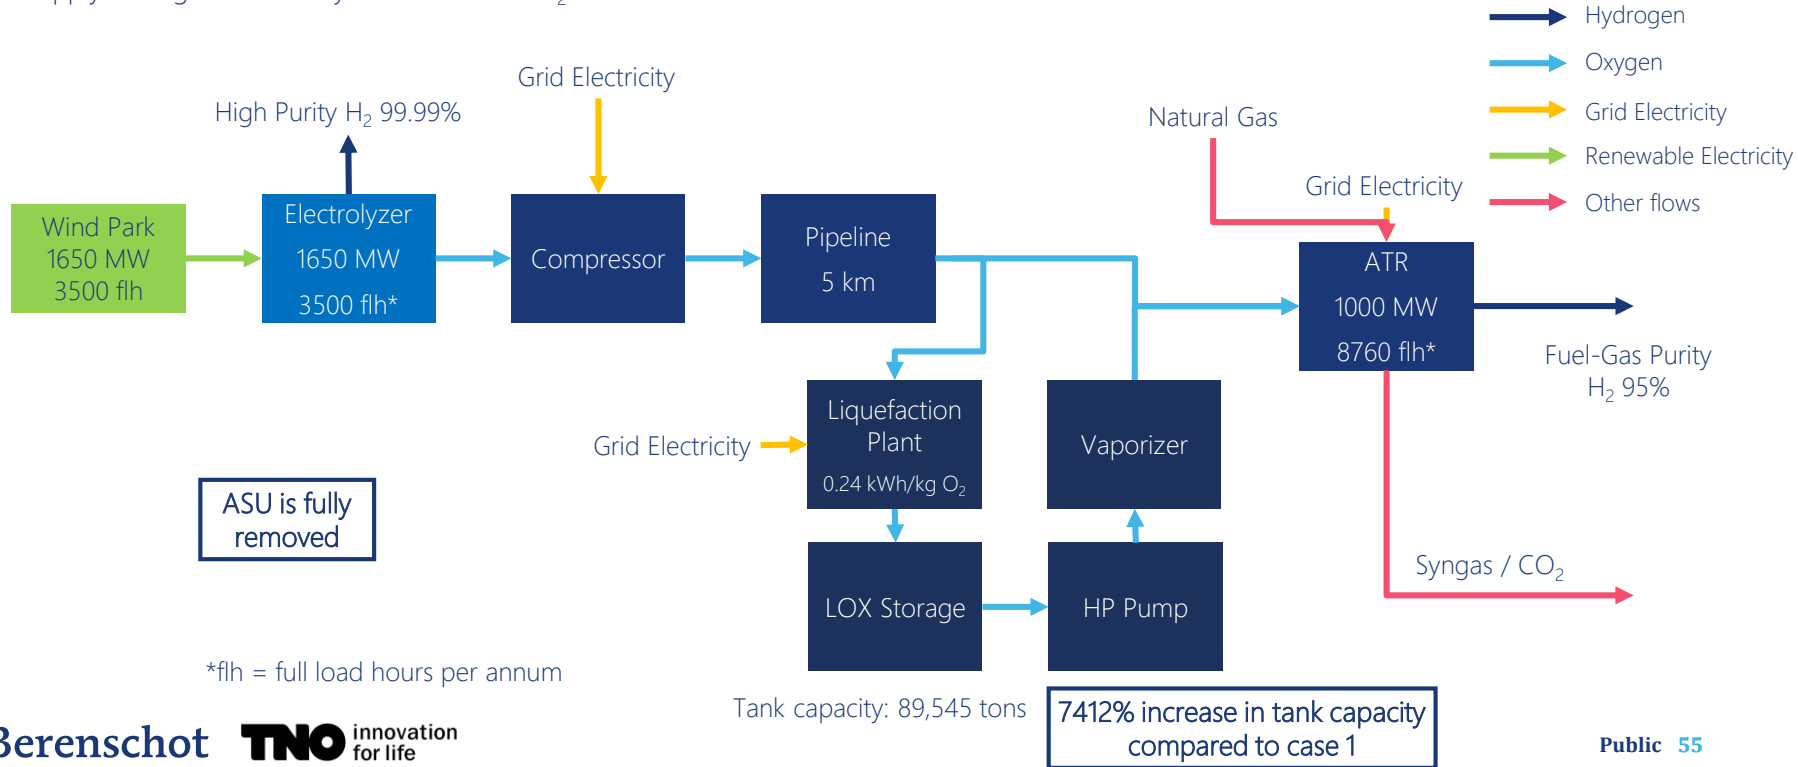 Hydrogen
Oxygen
Grid Electricity
Renewable Electricity
Other flows
Grid Electricity
High Purity H₂ 99.99%
Natural Gas
Grid Electricity
Wind Park
1650 MW
3500 flh
Electrolyzer
1650 MW
3500 flh*
Compressor
Pipeline
5 km
ATR
1000 MW
8760 flh*
Fuel-Gas Purity
H₂ 95%
Grid Electricity
Liquefaction
Plant
0.24 kWh/kg O₂
Vaporizer
ASU is fully
removed
LOX Storage
HP Pump
Syngas / CO₂
*flh = full load hours per annum
Tank capacity: 89,545 tons
7412% increase in tank capacity
compared to case 1
Berenschot
TNO innovation
for life
Public 55